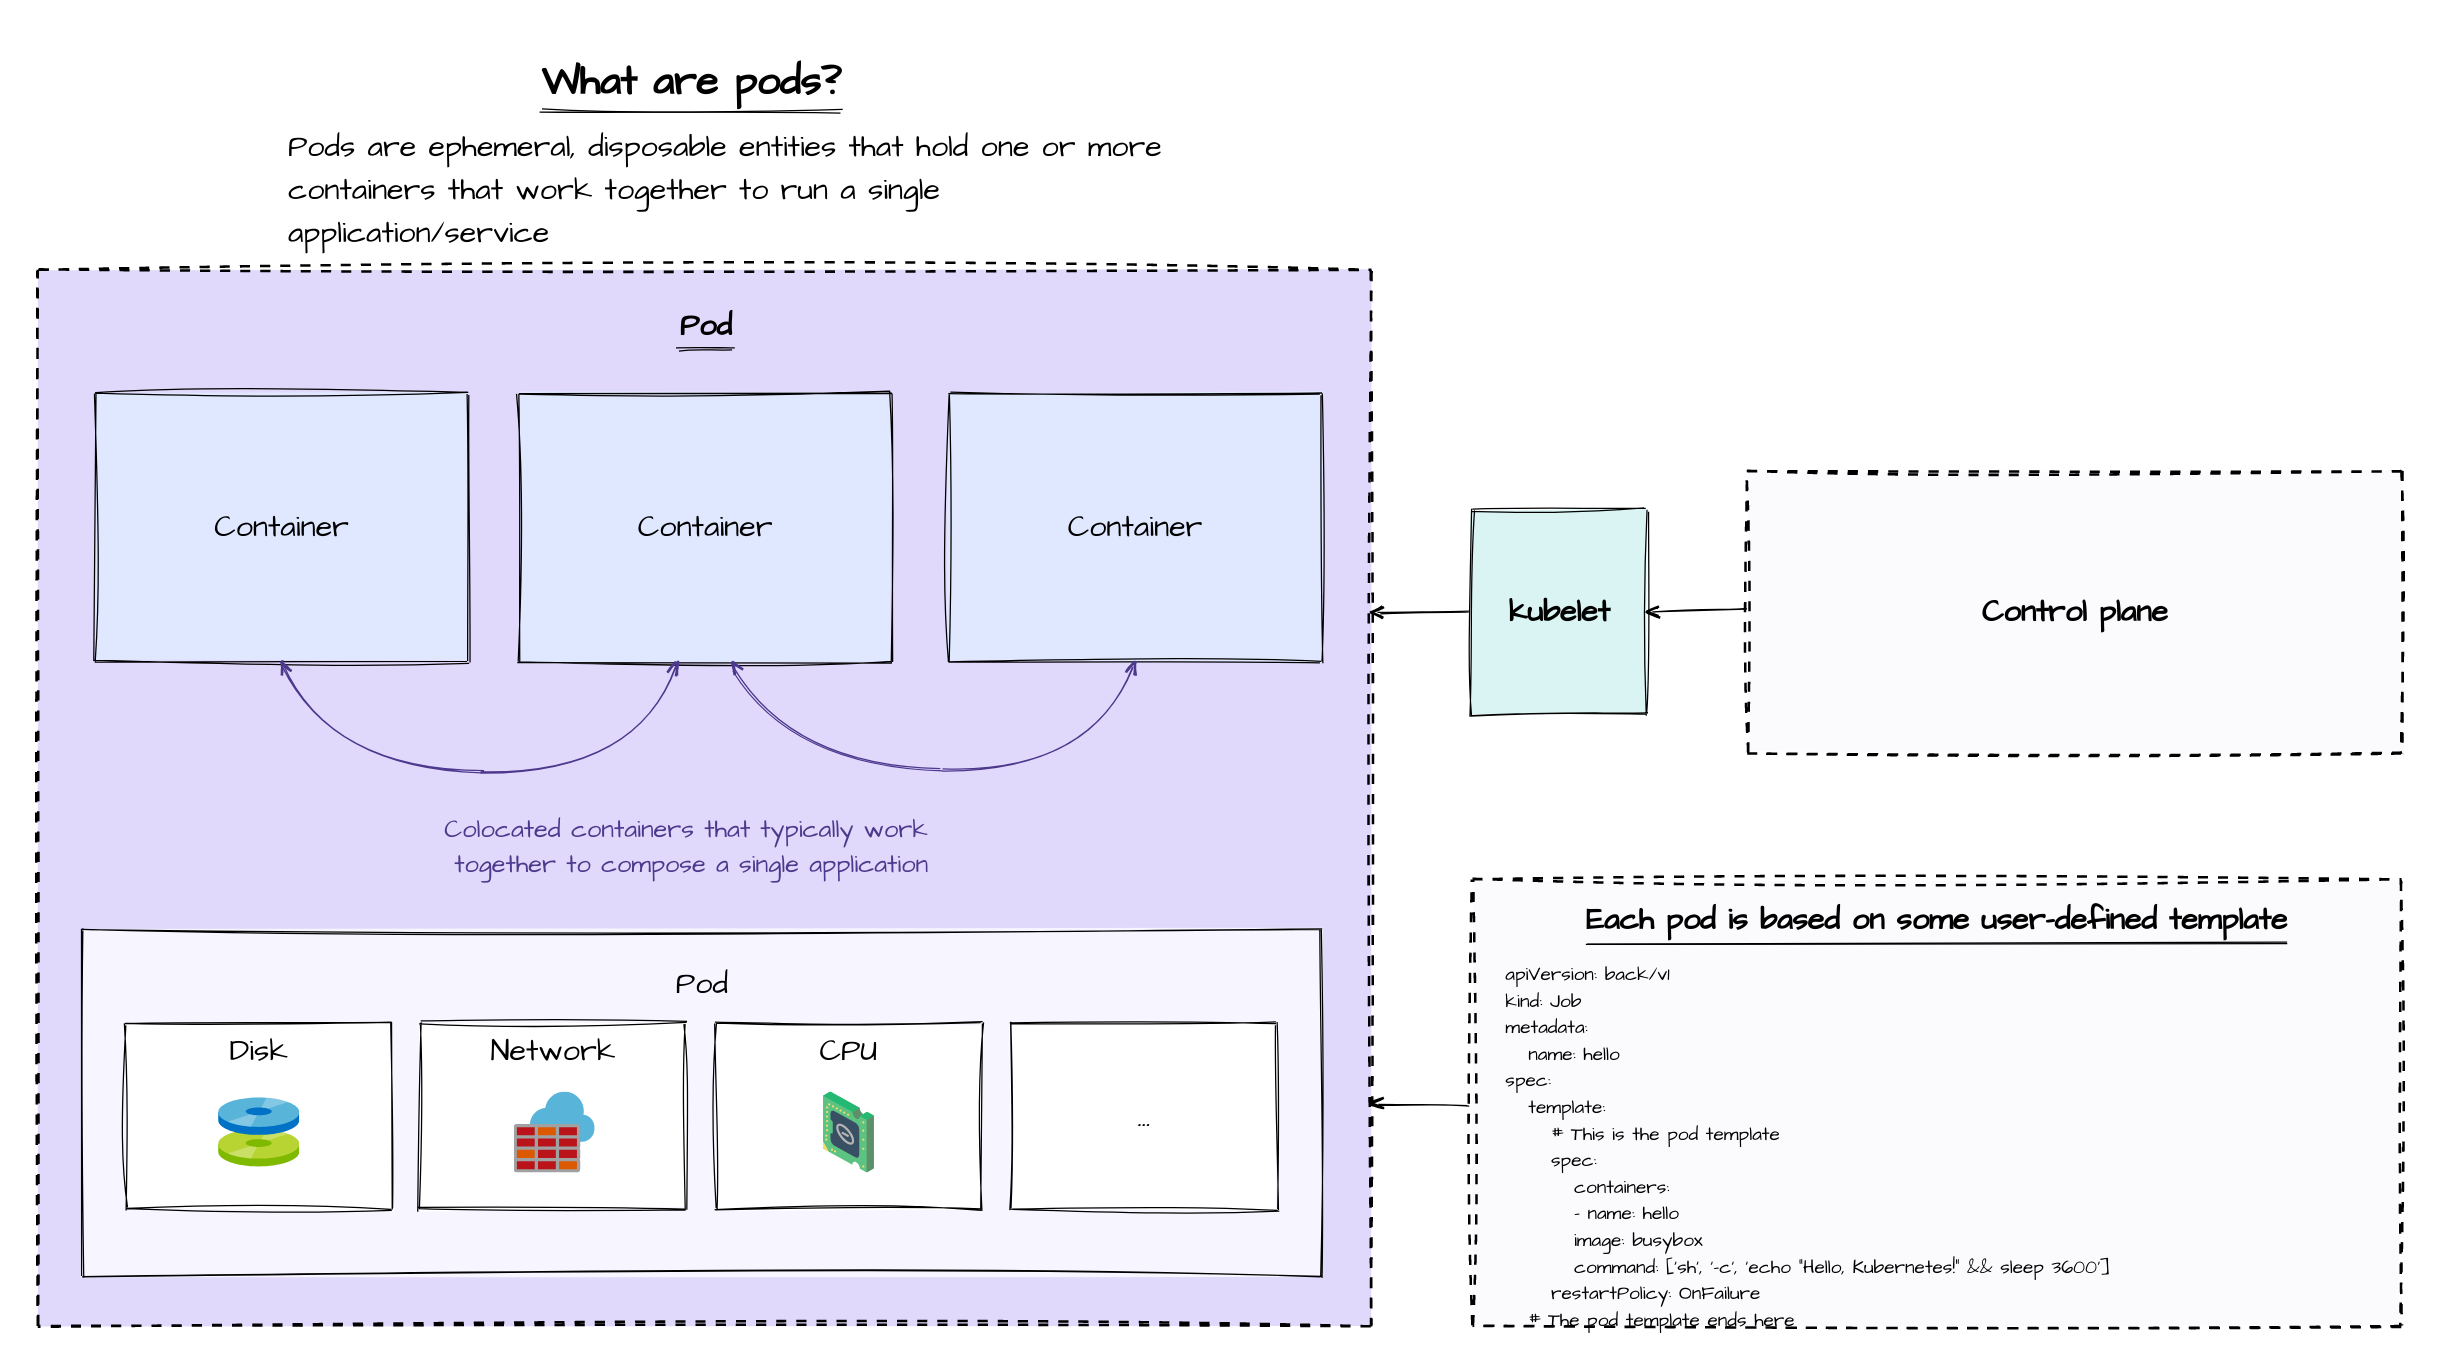 What are pods?
Pods are ephemeral, disposable entities that hold one or more
containers that work together to run a single
application/service
Pod
Container
Container
Container
Colocated containers that typically work
together to compose a single application
Pod
Disk
Network
CPU
...
kubelet
Control plane
Each pod is based on some user-defined template
apiVersion: back/v1
kind: Job
metadata:
name: hello
spec:
template:
# This is the pod template
spec:
containers:
- name: hello
image: busybox
command: ['sh', '-c', 'echo "Hello, Kubernetes!" && sleep 3600']
restartPolicy: OnFailure
# The pod template ends here